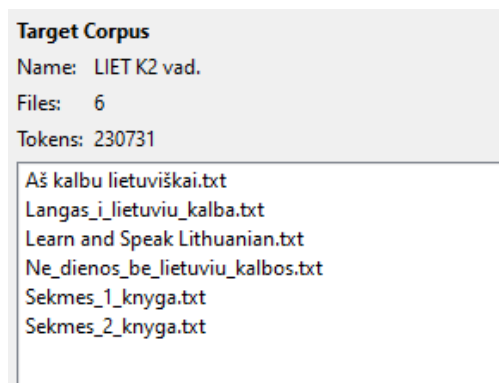 Target Corpus
Name: LIET K2 vad.
Files: 6
Tokens: 230731
Aš kalbu lietuviškai.txt
Langas_i_lietuviu_kalba.txt
Learn and Speak Lithuanian.txt
Ne_dienos_be_lietuviu_kalbos.txt
Sekmes_1_knyga.txt
Sekmes_2_knyga.txt